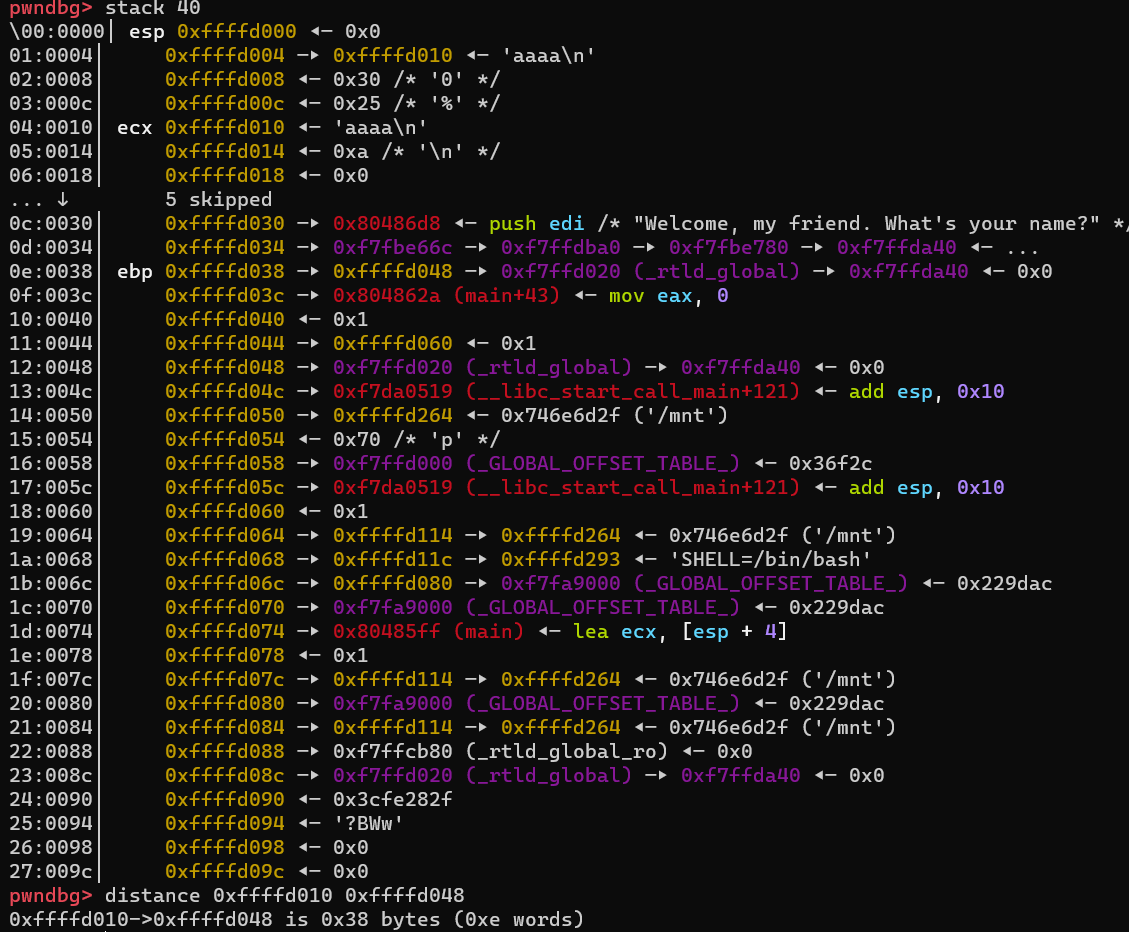 pwndbg> stack 40
\00:0000│ esp 0xffffd000 ◂— 0x0
01:0004│     0xffffd004 —▸ 0xffffd010 ◂— 'aaaa\n'
02:0008│     0xffffd008 ◂— 0x30 /* '0' */
03:000c│     0xffffd00c ◂— 0x25 /* '%' */
04:0010│ ecx 0xffffd010 ◂— 'aaaa\n'
05:0014│     0xffffd014 ◂— 0xa /* '\n' */
06:0018│     0xffffd018 ◂— 0x0
... ↓        5 skipped
0c:0030│     0xffffd030 —▸ 0x80486d8 ◂— push edi /* "Welcome, my friend. What's your name?" */
0d:0034│     0xffffd034 —▸ 0xf7fbe66c —▸ 0xf7ffdba0 —▸ 0xf7fbe780 —▸ 0xf7ffda40 ◂— ...
0e:0038│ ebp 0xffffd038 —▸ 0xffffd048 —▸ 0xf7ffd020 (_rtld_global) —▸ 0xf7ffda40 ◂— 0x0
0f:003c│     0xffffd03c —▸ 0x804862a (main+43) ◂— mov eax, 0
10:0040│     0xffffd040 ◂— 0x1
11:0044│     0xffffd044 —▸ 0xffffd060 ◂— 0x1
12:0048│     0xffffd048 —▸ 0xf7ffd020 (_rtld_global) —▸ 0xf7ffda40 ◂— 0x0
13:004c│     0xffffd04c —▸ 0xf7da0519 (__libc_start_call_main+121) ◂— add esp, 0x10
14:0050│     0xffffd050 —▸ 0xffffd264 ◂— 0x746e6d2f ('/mnt')
15:0054│     0xffffd054 ◂— 0x70 /* 'p' */
16:0058│     0xffffd058 —▸ 0xf7ffd000 (_GLOBAL_OFFSET_TABLE_) ◂— 0x36f2c
17:005c│     0xffffd05c —▸ 0xf7da0519 (__libc_start_call_main+121) ◂— add esp, 0x10
18:0060│     0xffffd060 ◂— 0x1
19:0064│     0xffffd064 —▸ 0xffffd114 —▸ 0xffffd264 ◂— 0x746e6d2f ('/mnt')
1a:0068│     0xffffd068 —▸ 0xffffd11c —▸ 0xffffd293 ◂— 'SHELL=/bin/bash'
1b:006c│     0xffffd06c —▸ 0xffffd080 —▸ 0xf7fa9000 (_GLOBAL_OFFSET_TABLE_) ◂— 0x229dac
1c:0070│     0xffffd070 —▸ 0xf7fa9000 (_GLOBAL_OFFSET_TABLE_) ◂— 0x229dac
1d:0074│     0xffffd074 —▸ 0x80485ff (main) ◂— lea ecx, [esp + 4]
1e:0078│     0xffffd078 ◂— 0x1
1f:007c│     0xffffd07c —▸ 0xffffd114 —▸ 0xffffd264 ◂— 0x746e6d2f ('/mnt')
20:0080│     0xffffd080 —▸ 0xf7fa9000 (_GLOBAL_OFFSET_TABLE_) ◂— 0x229dac
21:0084│     0xffffd084 —▸ 0xffffd114 —▸ 0xffffd264 ◂— 0x746e6d2f ('/mnt')
22:0088│     0xffffd088 —▸ 0xf7ffcb80 (_rtld_global_ro) ◂— 0x0
23:008c│     0xffffd08c —▸ 0xf7ffd020 (_rtld_global) —▸ 0xf7ffda40 ◂— 0x0
24:0090│     0xffffd090 ◂— 0x3cfe282f
25:0094│     0xffffd094 ◂— '?BWw'
26:0098│     0xffffd098 ◂— 0x0
27:009c│     0xffffd09c ◂— 0x0
pwndbg> distance 0xffffd010 0xffffd048
0xffffd010->0xffffd048 is 0x38 bytes (0xe words)